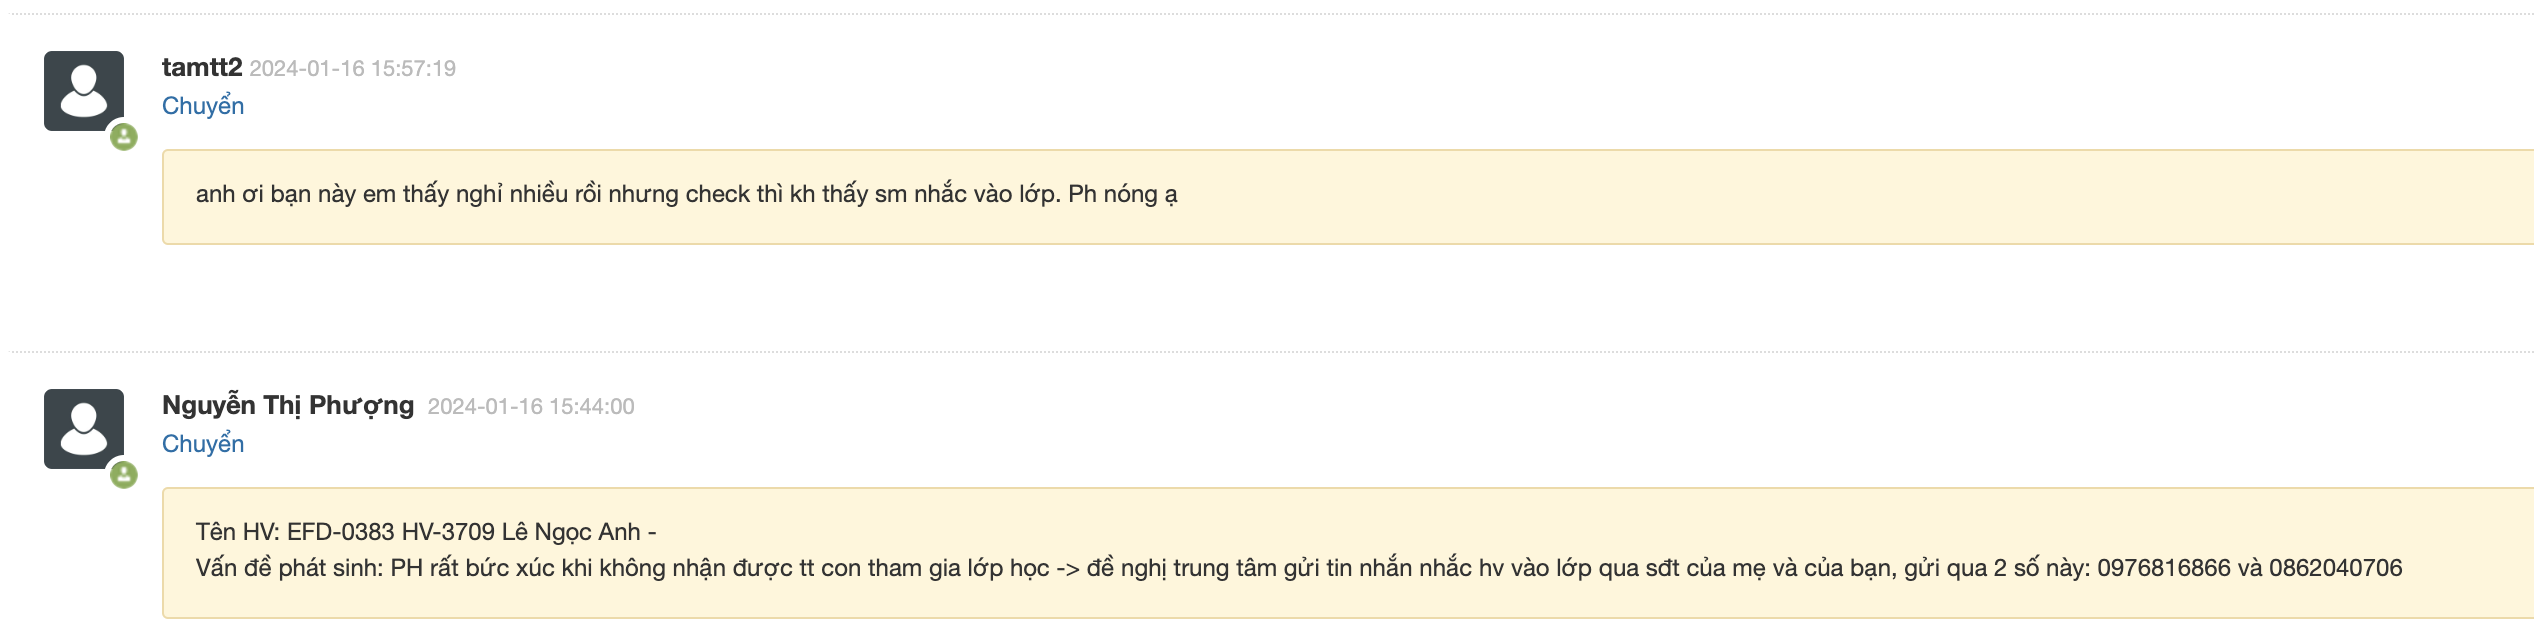 tamtt2 2024-01-16 15:57:19
Chuyển
anh ơi bạn này em thấy nghỉ nhiều rồi nhưng check thì kh thấy sm nhắc vào lớp. Ph nóng ạ
Nguyễn Thị Phượng 2024-01-16 15:44:00
Chuyển
Tên HV: EFD-0383 HV-3709 Lê Ngọc Anh -
Vấn đề phát sinh: PH rất bức xúc khi không nhận được tt con tham gia lớp học -> đề nghị trung tâm gửi tin nhắn nhắc hv vào lớp qua sđt của mẹ và của bạn, gửi qua 2 số này: 0976816866 và 0862040706